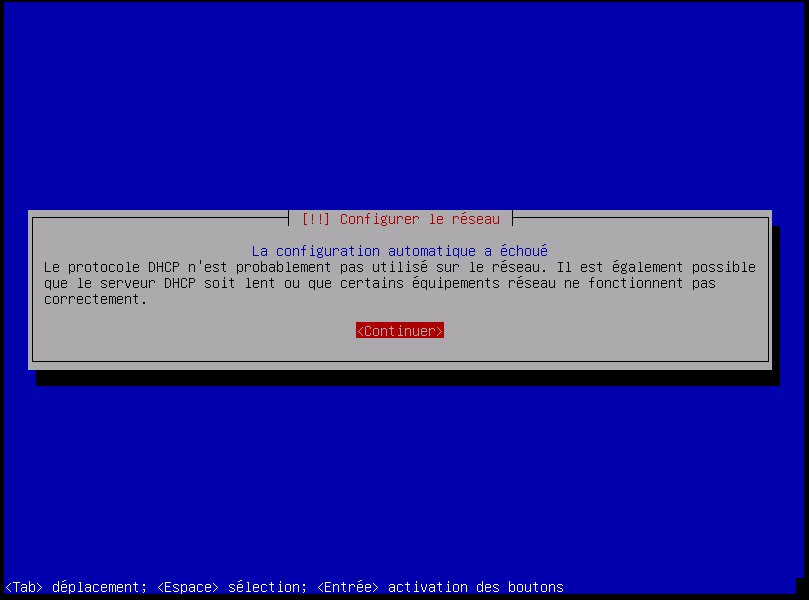 [!!] Configurer le réseau
La configuration automatique a échoué
Le protocole DHCP n'est probablement pas utilisé sur le réseau. Il est également possible
que le serveur DHCP soit lent ou que certains équipements réseau ne fonctionnent pas
correctement.
<Continuer>
<Tab> déplacement; <Espace> sélection; <Entrée> activation des boutons